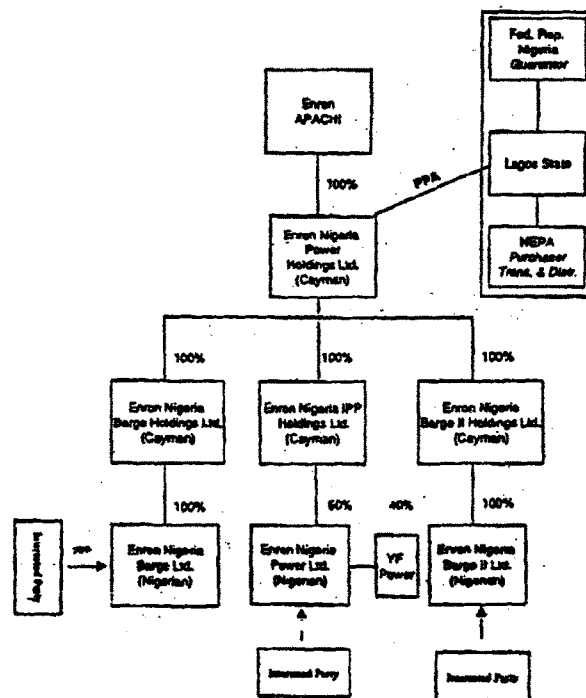 Fed. Rep.
Nigeria
Guarantor
Enron
APACHI
Lagos State
100%
PPA
NEPA
Purchaser
Trans. & Distr.
Enron Nigeria
Power
Holdings Ltd.
(Cayman)
100%
100%
100%
Enron Nigeria
Barge Holdings Ltd.
(Cayman)
Enron Nigeria IPP
Holdings Ltd.
(Cayman)
Enron Nigeria
Barge II Holdings Ltd.
(Cayman)
100%
60%
40%
100%
Interested Party
Enron Nigeria
Barge Ltd.
(Nigerian)
Enron Nigeria
Power Ltd.
(Nigerian)
YF
Power
Enron Nigeria
Barge II Ltd.
(Nigerian)
Interested Party
Interested Party